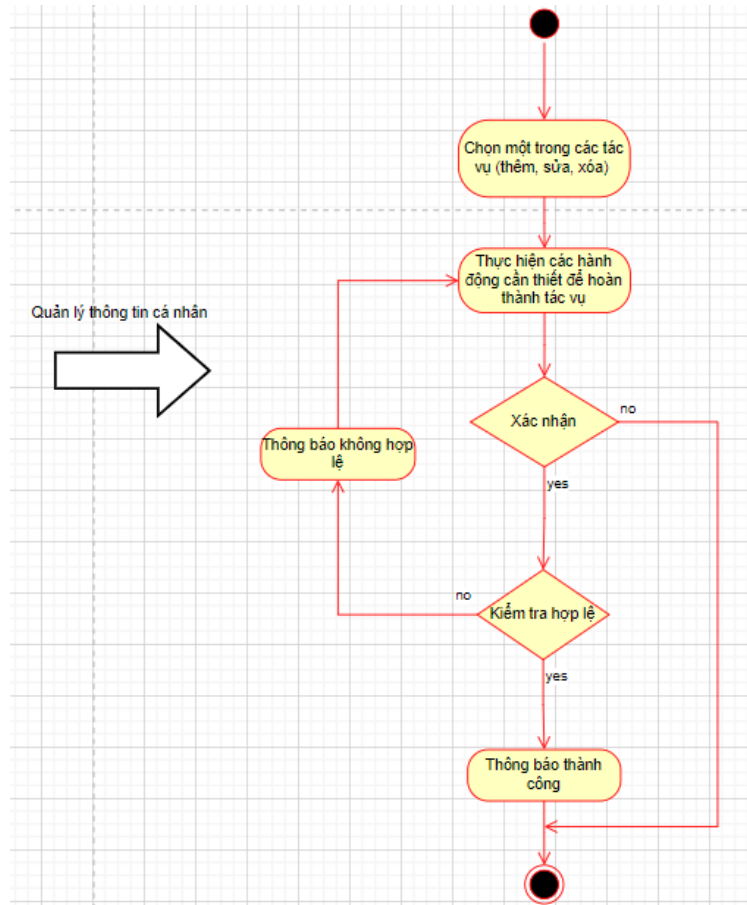 Chọn một trong các tác
vụ (thêm, sửa, xóa)
Thực hiện các hành
động cần thiết để hoàn
thành tác vụ
Quản lý thông tin cá nhân
Xác nhận
no
Thông báo không hợp
lệ
yes
no
Kiểm tra hợp lệ
yes
Thông báo thành
công